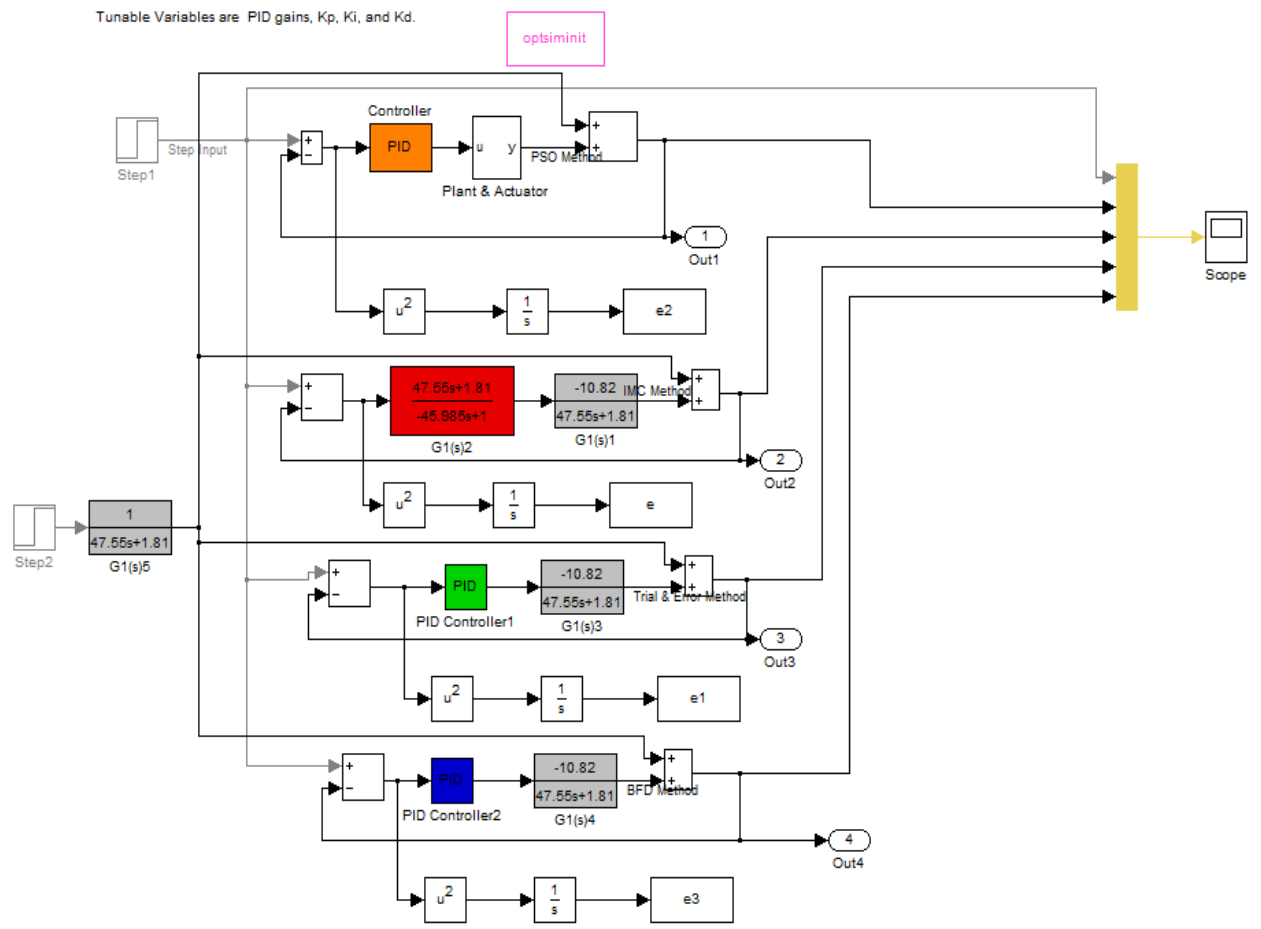 Tunable Variables are PID gains, Kp, Ki, and Kd.
optsiminit
Controller
Step Input
Step1
+
−
PID
u y
Plant & Actuator
PSO Method
+
+
1
Out1
Scope
u2
1
s
e2
+
−
47.55s+1.81
-46.985s+1
G1(s)2
-10.82
47.55s+1.81
G1(s)1
IMC Method
+
+
2
Out2
u2
1
s
e
Step2
1
47.55s+1.81
G1(s)5
+
−
PID
PID Controller1
-10.82
47.55s+1.81
G1(s)3
Trial & Error Method
+
+
3
Out3
u2
1
s
e1
+
−
PID
PID Controller2
-10.82
47.55s+1.81
G1(s)4
BFD Method
+
+
4
Out4
u2
1
s
e3